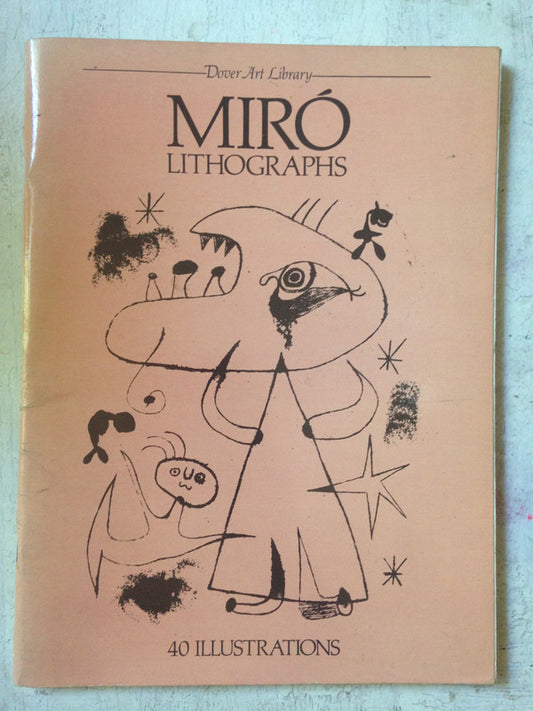 Dover Art Library
MIRÓ
LITHOGRAPHS
40 ILLUSTRATIONS